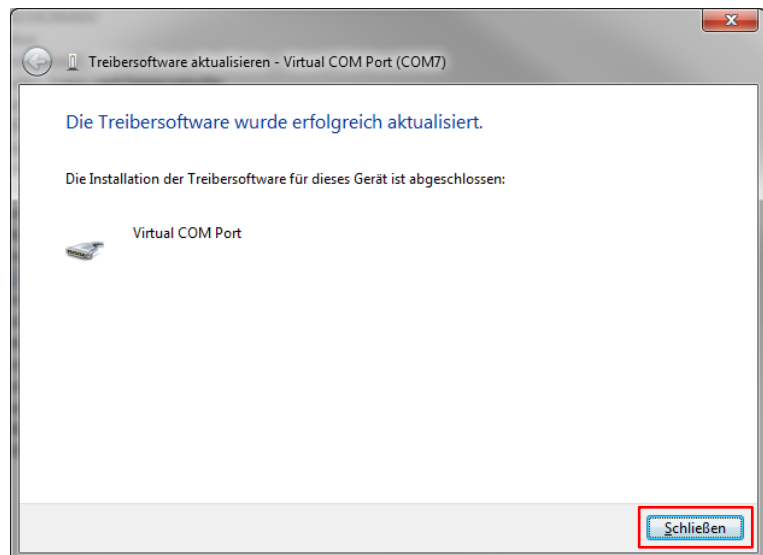 Treibersoftware aktualisieren - Virtual COM Port (COM7)
Die Treibersoftware wurde erfolgreich aktualisiert.
Die Installation der Treibersoftware für dieses Gerät ist abgeschlossen:
Virtual COM Port
Schließen